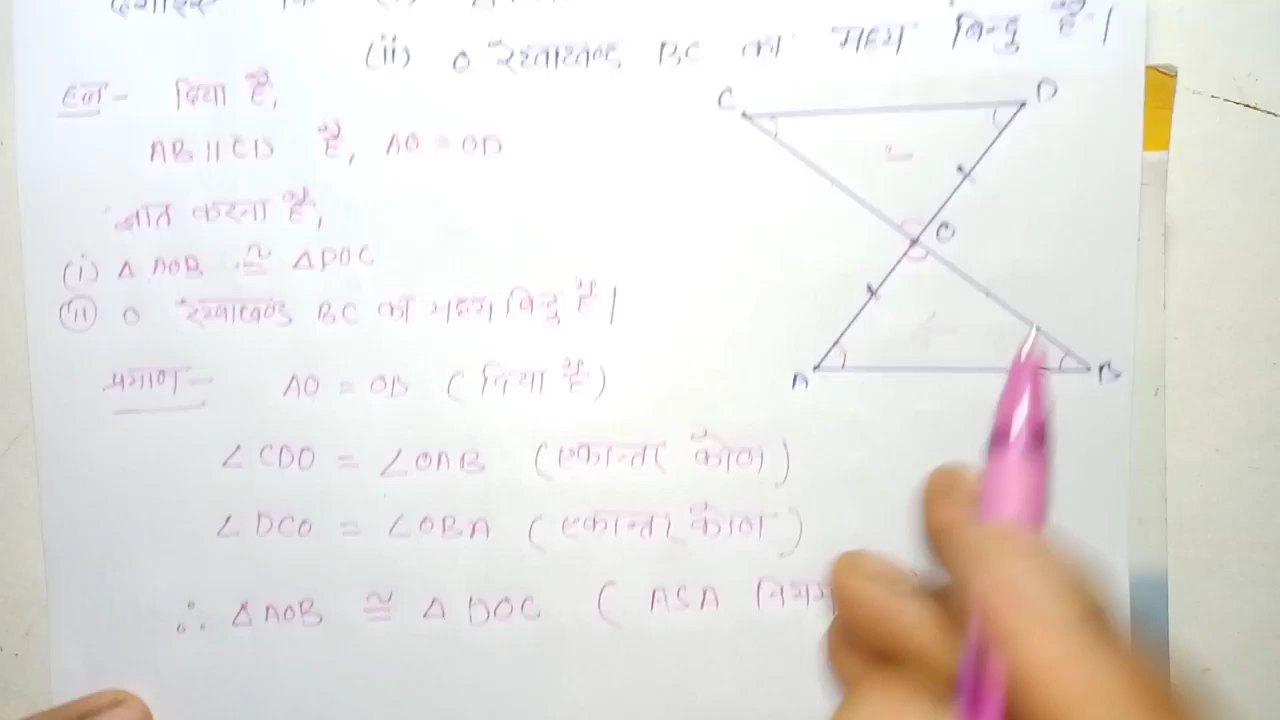 (ii) O रेखाखण्ड BC का मध्य बिन्दु है।
हल - दिया है,
AB || CD है, AO = OD
ज्ञात करना है,
(i) △ AOB ≅ △DOC
(ii) O रेखाखण्ड BC का मध्य बिन्दु है।
प्रमाण - AO = OD (दिया है)
∠CDO = ∠OAB (एकान्तर कोण)
∠DCO = ∠OBA (एकान्तर कोण)
∴ △AOB ≅ △DOC (ASA
C
D
O
A
B